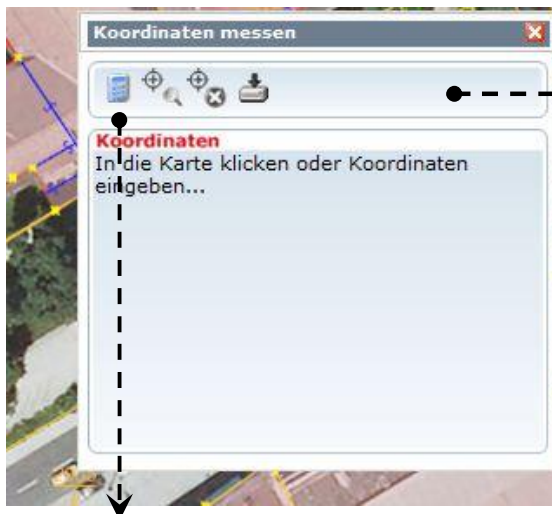 Koordinaten messen
Koordinaten
In die Karte klicken oder Koordinaten
eingeben...